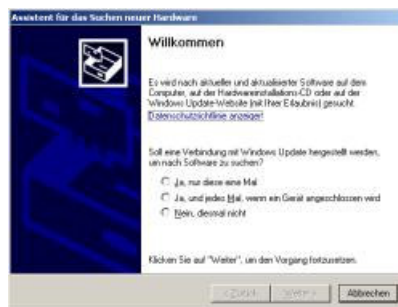 Assistent für das Suchen neuer Hardware
Willkommen
Es wird nach aktueller und aktualisierter Software auf dem
Computer, auf der Hardwareinstallations-CD oder auf der
Windows Update-Website (mit Ihrer Erlaubnis) gesucht.
Datenschutzrichtlinie anzeigen
Soll eine Verbindung mit Windows Update hergestellt werden,
um nach Software zu suchen?
Ja, nur diese eine Mal
Ja, und jedes Mal, wenn ein Gerät angeschlossen wird
Nein, diesmal nicht
Klicken Sie auf "Weiter", um den Vorgang fortzusetzen.
< Zurück Weiter > Abbrechen